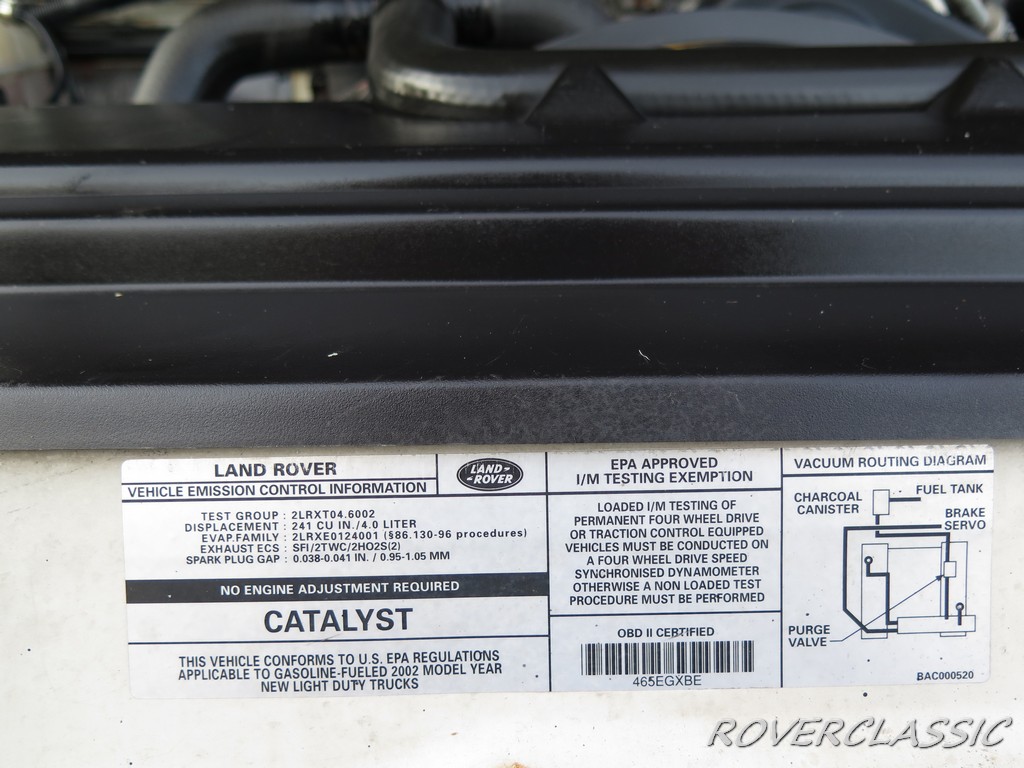 LAND ROVER
VEHICLE EMISSION CONTROL INFORMATION
LAND-
-ROVER
TEST GROUP : 2LRXT04.6002
DISPLACEMENT : 241 CU IN./4.0 LITER
EVAP.FAMILY : 2LRXE0124001 (§86.130-96 procedures)
EXHAUST ECS : SFI/2TWC/2HO2S(2)
SPARK PLUG GAP : 0.038-0.041 IN. / 0.95-1.05 MM
NO ENGINE ADJUSTMENT REQUIRED
CATALYST
THIS VEHICLE CONFORMS TO U.S. EPA REGULATIONS
APPLICABLE TO GASOLINE-FUELED 2002 MODEL YEAR
NEW LIGHT DUTY TRUCKS
EPA APPROVED
I/M TESTING EXEMPTION
LOADED I/M TESTING OF
PERMANENT FOUR WHEEL DRIVE
OR TRACTION CONTROL EQUIPPED
VEHICLES MUST BE CONDUCTED ON
A FOUR WHEEL DRIVE SPEED
SYNCHRONISED DYNAMOMETER
OTHERWISE A NON LOADED TEST
PROCEDURE MUST BE PERFORMED
OBD II CERTIFIED
465EGXBE
VACUUM ROUTING DIAGRAM
CHARCOAL
CANISTER
FUEL TANK
BRAKE
SERVO
PURGE
VALVE
BAC000520
ROVERCLASSIC